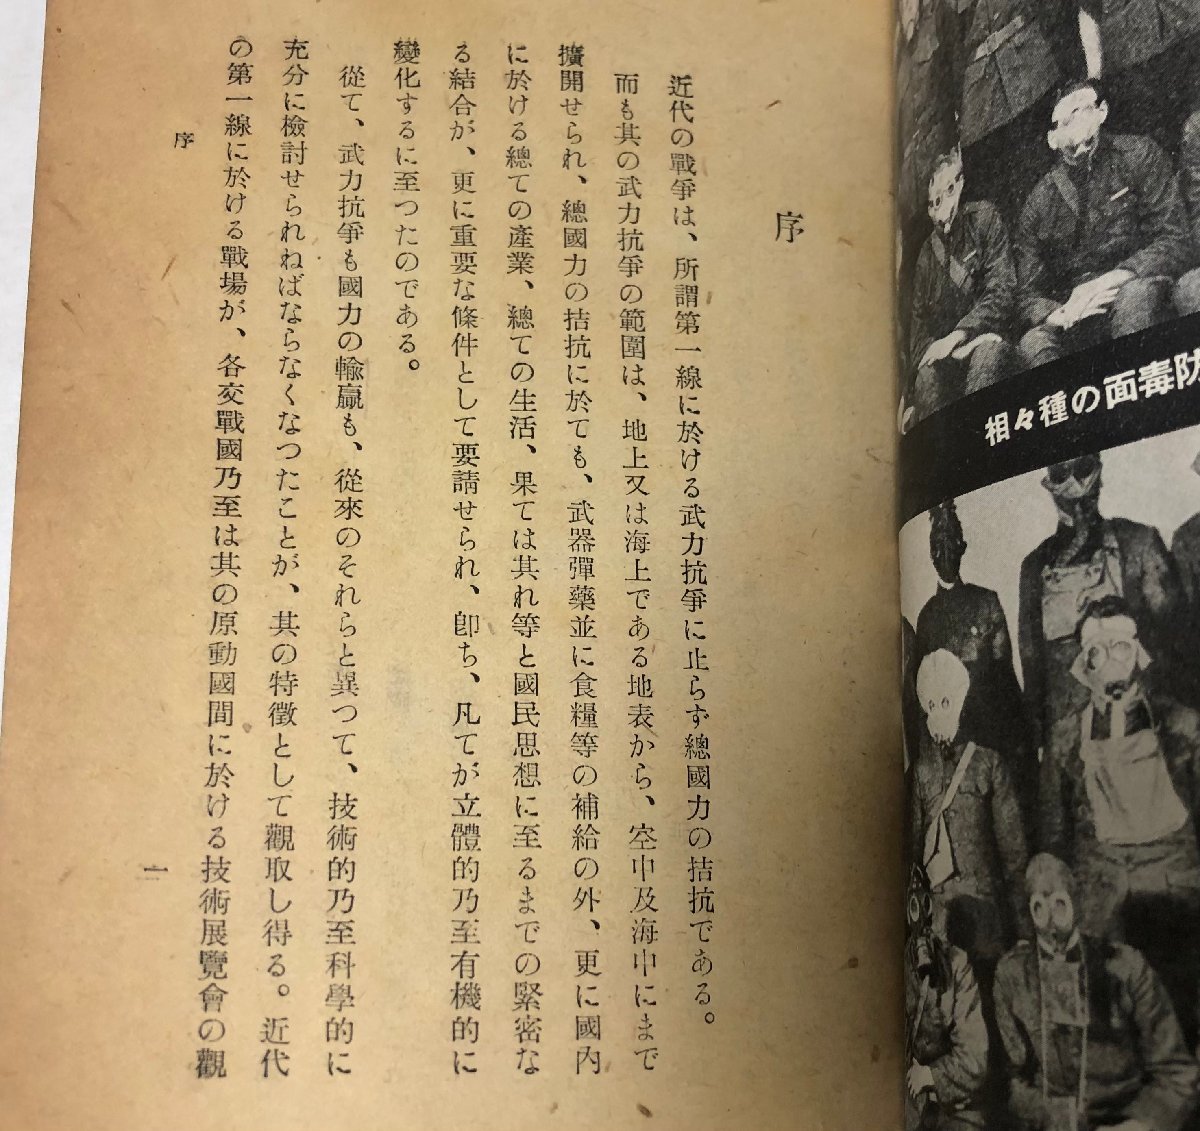 相々種の面毒防
序
近代の戰爭は、所謂第一線に於ける武力抗爭に止らず總國力の拮抗である。
而も其の武力抗爭の範圍は、地上又は海上である地表から、空中及海中にまで
擴開せられ、總國力の拮抗に於ても、武器彈藥並に食糧等の補給の外、更に國內
に於ける總ての產業、總ての生活、果ては其れ等と國民思想に至るまでの緊密な
る結合が、更に重要な條件として要請せられ、卽ち、凡てが立體的乃至有機的に
變化するに至つたのである。
從て、武力抗爭も國力の輸贏も、從來のそれらと異つて、技術的乃至科學的に
充分に檢討せられねばならなくなつたことが、其の特徵として觀取し得る。近代
の第一線に於ける戰場が、各交戰國乃至は其の原動國間に於ける技術展覽會の觀
序
一